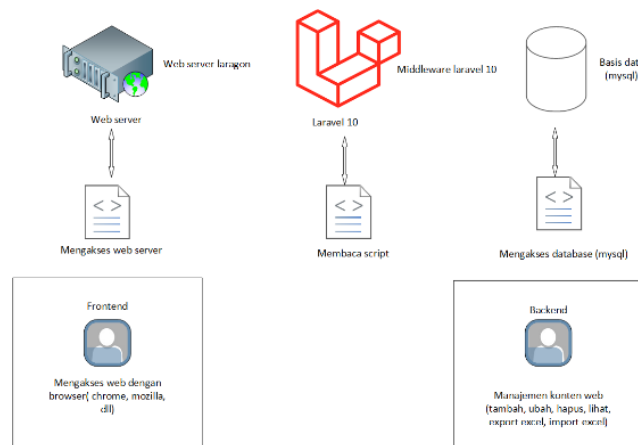 Web server laragon
Web server
Middleware laravel 10
Laravel 10
Basis dat
(mysql)
Mengakses web server
Membaca script
Mengakses database (mysql)
Frontend
Mengakses web dengan
browser( chrome, mozilla,
dll)
Backend
Manajemen kunten web
(tambah, ubah, hapus, lihat,
export excel, import excel)